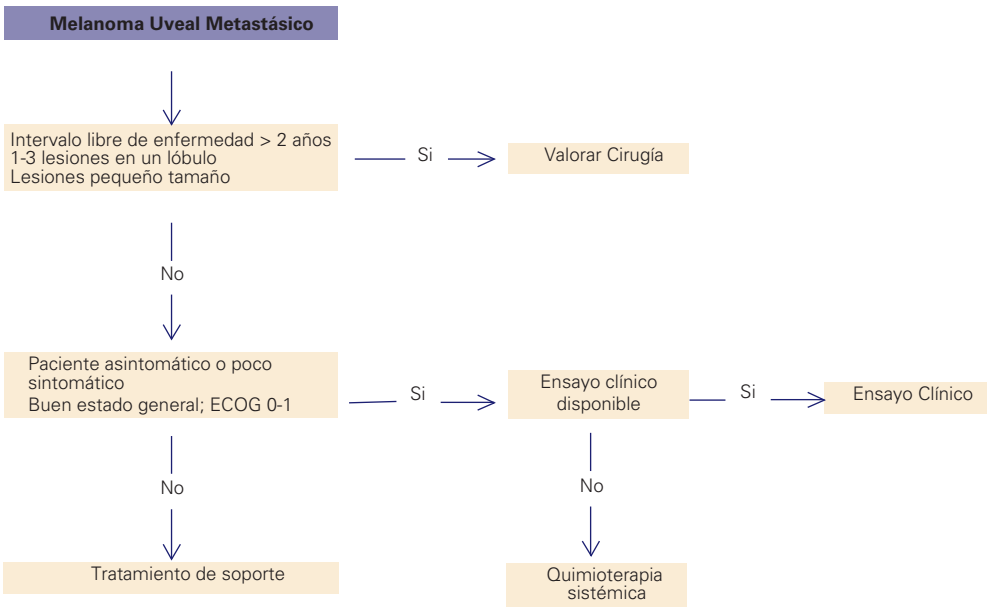 Melanoma Uveal Metastásico
Intervalo libre de enfermedad > 2 años
1-3 lesiones en un lóbulo
Lesiones pequeño tamaño
Si
Valorar Cirugía
No
Paciente asintomático o poco
sintomático
Buen estado general; ECOG 0-1
Si
Ensayo clínico
disponible
Si
Ensayo Clínico
No
No
Tratamiento de soporte
Quimioterapia
sistémica